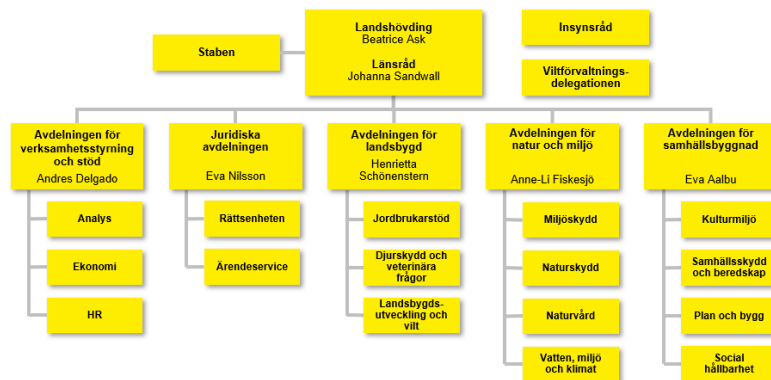 Landshövding
Beatrice Ask
Länsråd
Johanna Sandwall
Staben
Insynsråd
Viltförvaltnings-
delegationen
Avdelningen för
verksamhetsstyrning
och stöd
Andres Delgado
Analys
Ekonomi
HR
Juridiska
avdelningen
Eva Nilsson
Rättsenheten
Ärendeservice
Avdelningen för
landsbygd
Henrietta
Schönenstern
Jordbrukarstöd
Djurskydd och
veterinära
frågor
Landsbygds-
utveckling och
vilt
Avdelningen för
natur och miljö
Anne-Li Fiskesjö
Miljöskydd
Naturskydd
Naturvård
Vatten, miljö
och klimat
Avdelningen för
samhällsbyggnad
Eva Aalbu
Kulturmiljö
Samhällsskydd
och beredskap
Plan och bygg
Social
hållbarhet